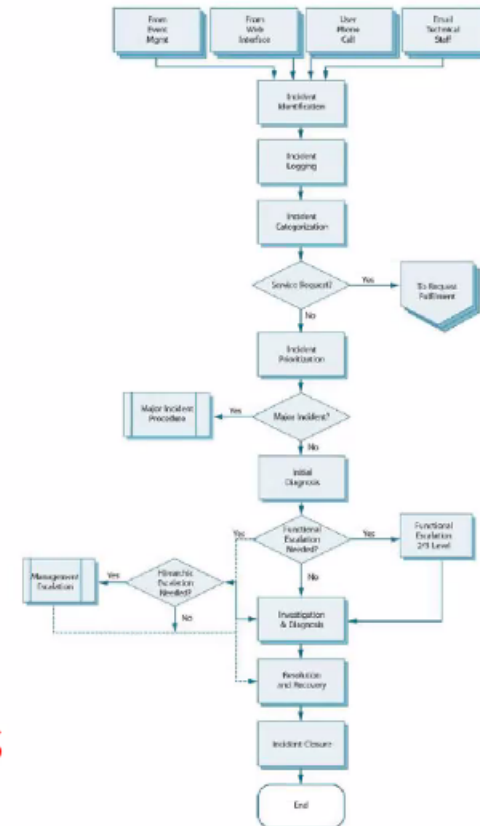 From
Event
Mgmt
From
Web
Interface
User
Phone
Call
Email
Technical
Staff
Incident
Identification
Incident
Logging
Incident
Categorization
Service Request?
Yes
To Request
Fulfilment
No
Incident
Prioritization
Major Incident
Procedure
Yes
Major Incident?
No
Initial
Diagnosis
Yes
Functional
Escalation
Needed?
Yes
Functional
Escalation
2/3 Level
Management
Escalation
Yes
Hierarchic
Escalation
Needed?
No
No
Investigation
& Diagnosis
Resolution
and Recovery
Incident Closure
End